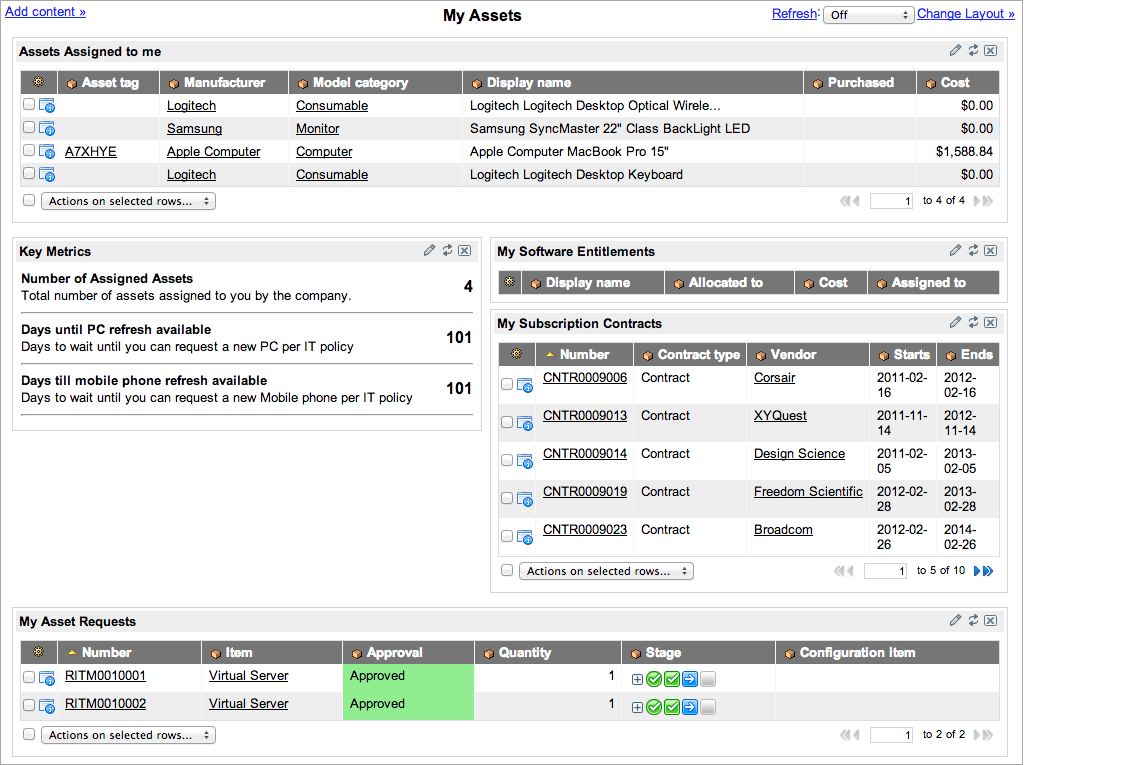 Add content »
My Assets
Refresh: Off Change Layout »
Assets Assigned to me
Asset tag Manufacturer Model category Display name Purchased Cost
Logitech Consumable Logitech Logitech Desktop Optical Wirele... $0.00
Samsung Monitor Samsung SyncMaster 22" Class BackLight LED $0.00
A7XHYE Apple Computer Computer Apple Computer MacBook Pro 15" $1,588.84
Logitech Consumable Logitech Logitech Desktop Keyboard $0.00
Actions on selected rows... 1 to 4 of 4
Key Metrics
Number of Assigned Assets
Total number of assets assigned to you by the company.
4
Days until PC refresh available
Days to wait until you can request a new PC per IT policy
101
Days till mobile phone refresh available
Days to wait until you can request a new Mobile phone per IT policy
101
My Software Entitlements
Display name Allocated to Cost Assigned to
My Subscription Contracts
Number Contract type Vendor Starts Ends
CNTR0009006 Contract Corsair 2011-02-16 2012-02-16
CNTR0009013 Contract XYQuest 2011-11-14 2012-11-14
CNTR0009014 Contract Design Science 2011-02-05 2013-02-05
CNTR0009019 Contract Freedom Scientific 2012-02-28 2013-02-28
CNTR0009023 Contract Broadcom 2012-02-26 2014-02-26
Actions on selected rows... 1 to 5 of 10
My Asset Requests
Number Item Approval Quantity Stage Configuration item
RITM0010001 Virtual Server Approved 1
RITM0010002 Virtual Server Approved 1
Actions on selected rows... 1 to 2 of 2